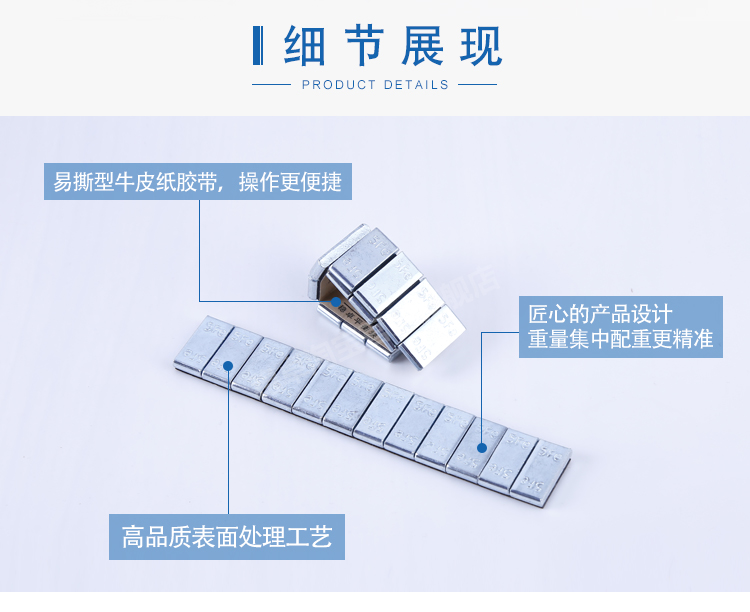 细节展现
PRODUCT DETAILS
易撕型牛皮纸胶带，操作更便捷
匠心的产品设计
重量集中配重更精准
高品质表面处理工艺